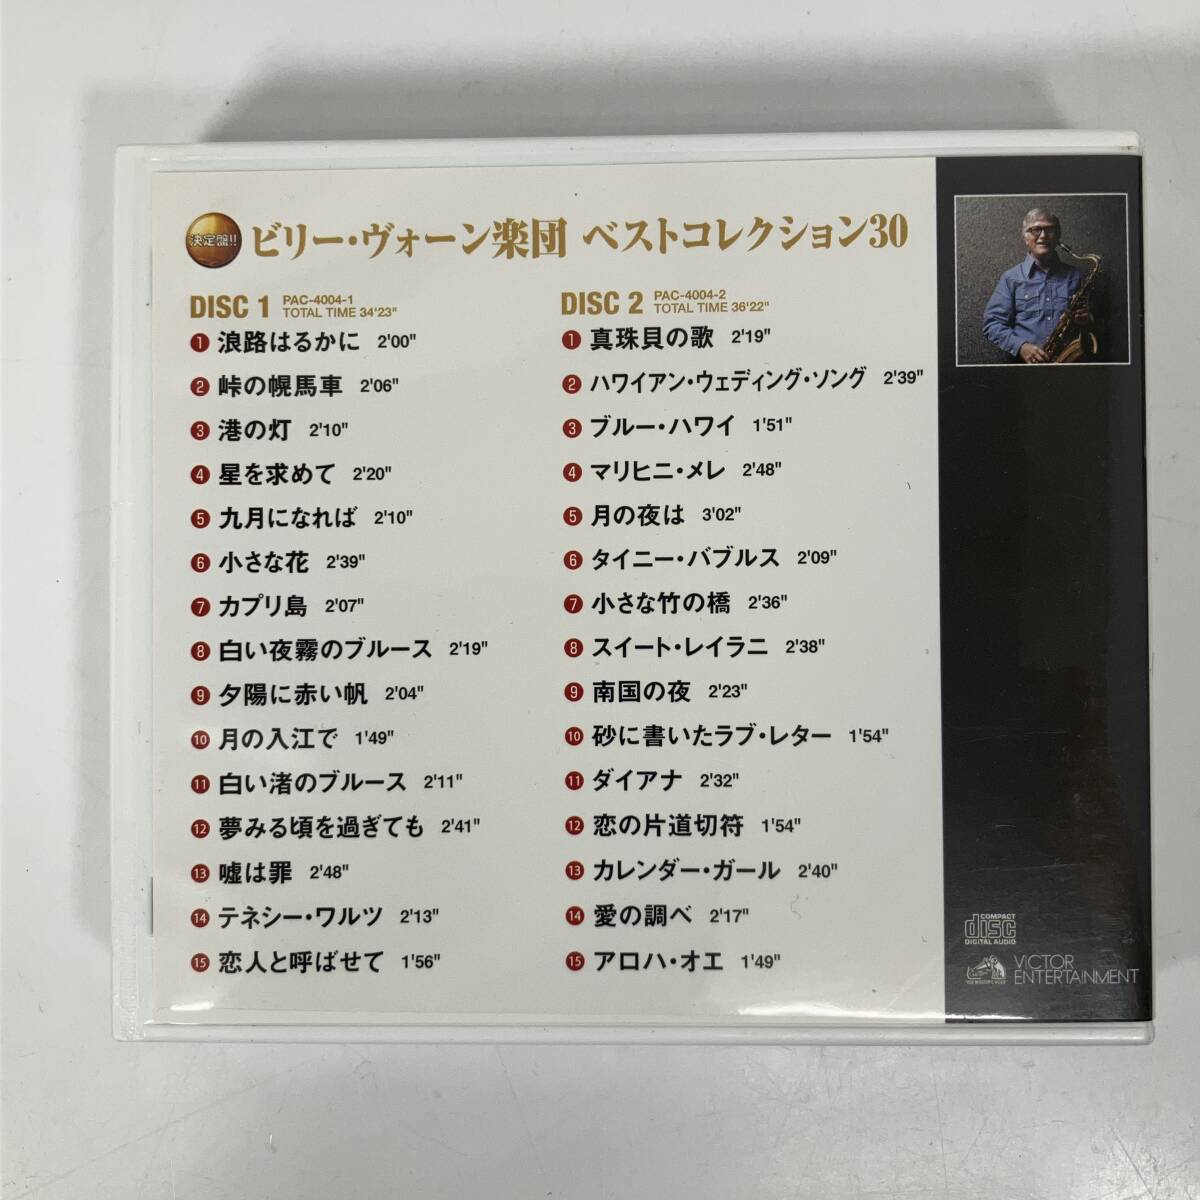 決定盤!! ビリー・ヴォーン楽団 ベストコレクション30
DISC 1 PAC-4004-1
TOTAL TIME 34'23"
1 浪路はるかに 2'00"
2 峠の幌馬車 2'06"
3 港の灯 2'10"
4 星を求めて 2'20"
5 九月になれば 2'10"
6 小さな花 2'39"
7 カプリ島 2'07"
8 白い夜霧のブルース 2'19"
9 夕陽に赤い帆 2'04"
10 月の入江で 1'49"
11 白い渚のブルース 2'11"
12 夢みる頃を過ぎても 2'41"
13 嘘は罪 2'48"
14 テネシー・ワルツ 2'13"
15 恋人と呼ばせて 1'56"
DISC 2 PAC-4004-2
TOTAL TIME 36'22"
1 真珠貝の歌 2'19"
2 ハワイアン・ウェディング・ソング 2'39"
3 ブルー・ハワイ 1'51"
4 マリヒニ・メレ 2'48"
5 月の夜は 3'02"
6 タイニー・バブルス 2'09"
7 小さな竹の橋 2'36"
8 スイート・レイラニ 2'38"
9 南国の夜 2'23"
10 砂に書いたラブ・レター 1'54"
11 ダイアナ 2'32"
12 恋の片道切符 1'54"
13 カレンダー・ガール 2'40"
14 愛の調べ 2'17"
15 アロハ・オエ 1'49"
COMPACT
disc
DIGITAL AUDIO
"HIS MASTER'S VOICE"
VICTOR
ENTERTAINMENT